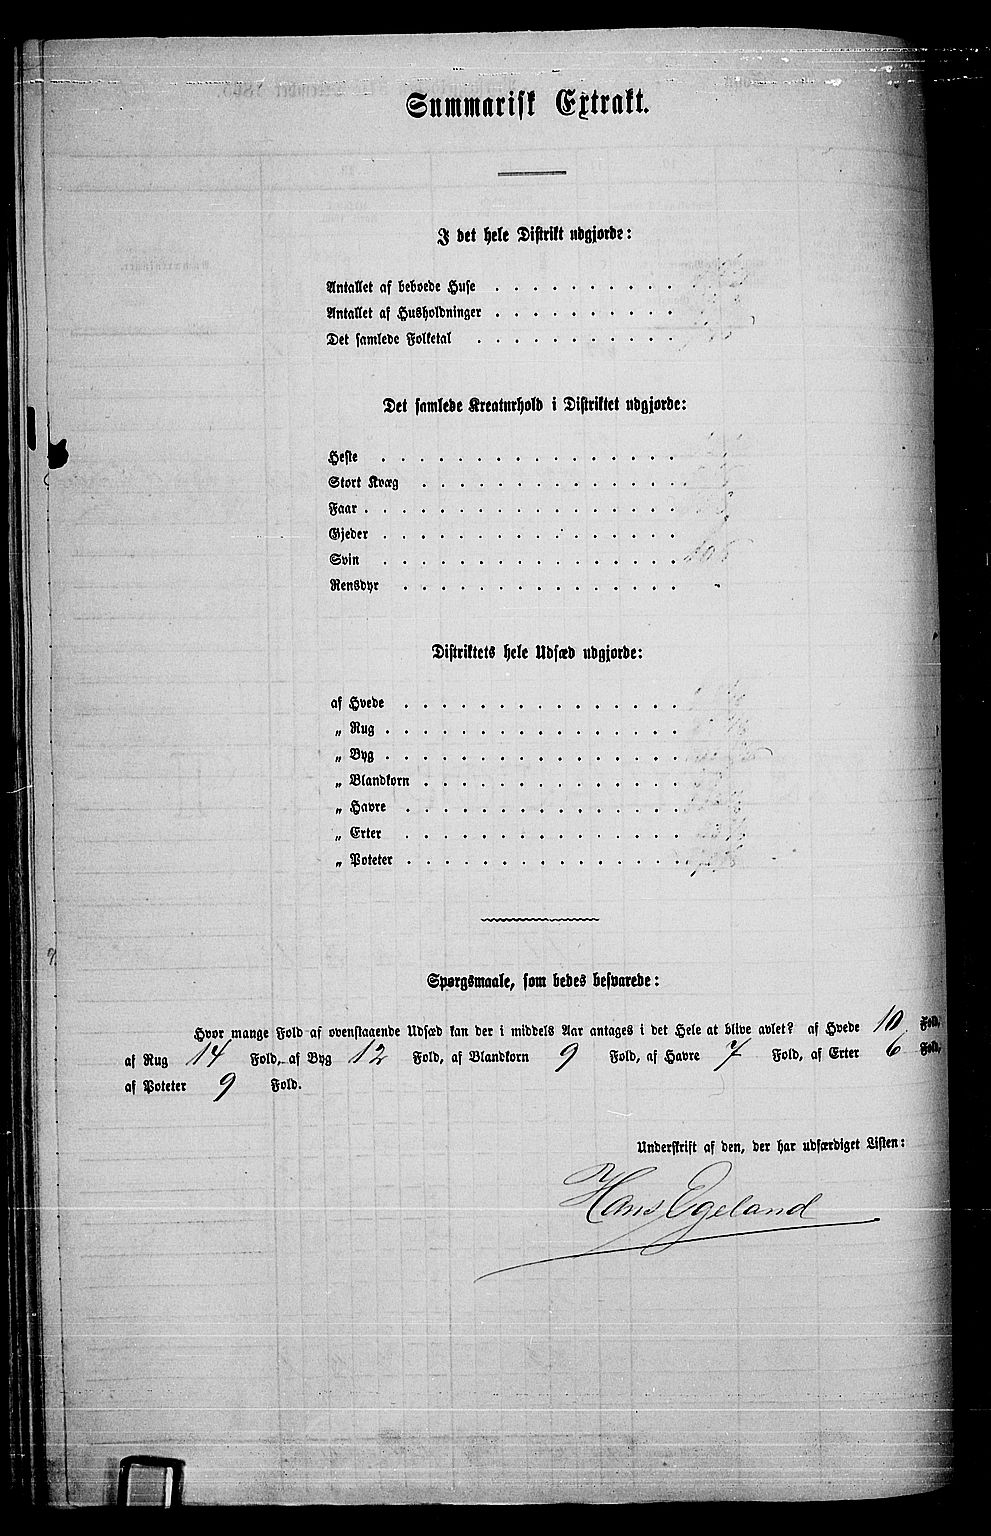 Summarisk Extrakt.
I det hele Distrikt udgjorde:
Antallet af beboede Huse . . . . . . . . . .
Antallet af Husholdninger . . . . . . . . . .
Det samlede Folketal . . . . . . . . . . .
Det samlede Kreaturhold i Distriktet udgjorde:
Heste . . . . . . . . . . . . . . . .
Stort Kvæg . . . . . . . . . . . . . .
Faar . . . . . . . . . . . . . . . . .
Gjeder . . . . . . . . . . . . . . . .
Svin . . . . . . . . . . . . . . . .
Rensdyr . . . . . . . . . . . . . . .
Distriktets hele Udsæd udgjorde:
af Hvede . . . . . . . . . . . . . . .
„ Rug . . . . . . . . . . . . . . . .
„ Byg . . . . . . . . . . . . . . . .
„ Blandkorn . . . . . . . . . . . . . .
„ Havre . . . . . . . . . . . . . . .
„ Erter . . . . . . . . . . . . . . .
„ Poteter . . . . . . . . . . . . . . .
Spørgsmaale, som bedes besvarede:
Hvor mange Fold af ovenstaaende Udsæd kan der i middels Aar antages i det Hele at blive avlet? af Hvede 10 Fold,
af Rug 14 Fold, af Byg 12 Fold, af Blandkorn 9 Fold, af Havre 7 Fold, af Erter 6 Fold,
af Poteter 9 Fold.
Underskrift af den, der har udfærdiget Listen:
Hans Egeland